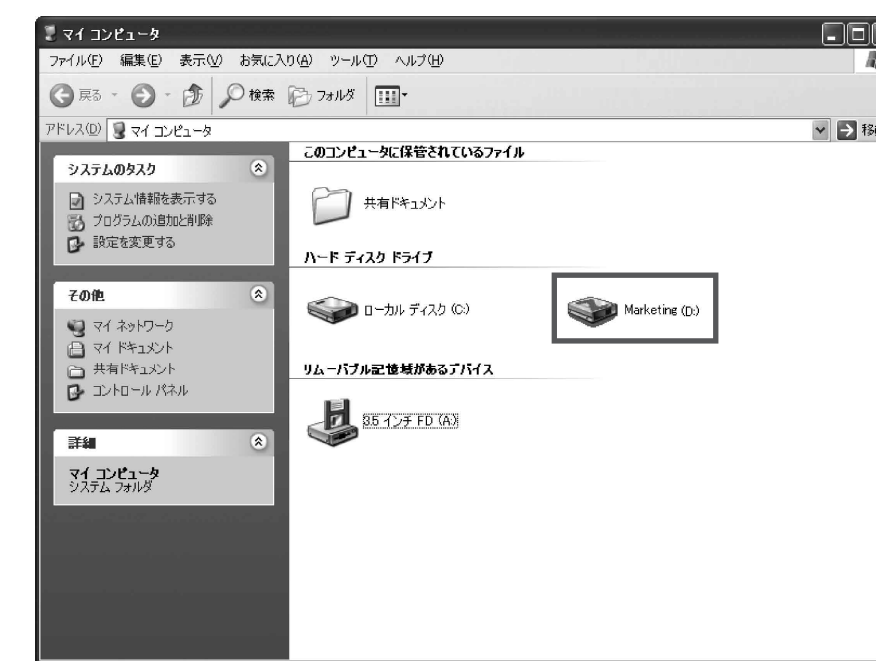 マイ コンピュータ
ファイル(F) 編集(E) 表示(V) お気に入り(A) ツール(T) ヘルプ(H)
戻る 検索 フォルダ
アドレス(D) マイ コンピュータ
システムのタスク
システム情報を表示する
プログラムの追加と削除
設定を変更する
その他
マイ ネットワーク
マイ ドキュメント
共有ドキュメント
コントロール パネル
詳細
マイ コンピュータ
システム フォルダ
このコンピュータに保管されているファイル
共有ドキュメント
ハード ディスク ドライブ
ローカル ディスク (C:)
Marketing (D:)
リムーバブル記憶域があるデバイス
3.5 インチ FD (A:)